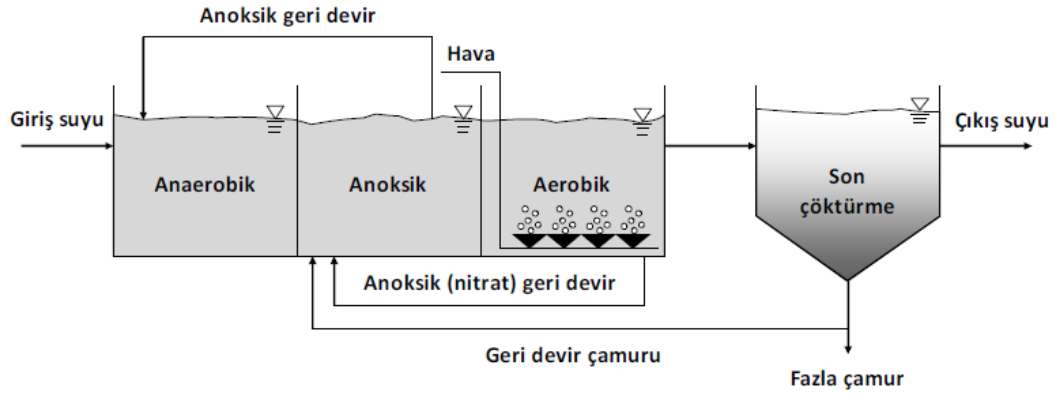 Anoksik geri devir
Hava
Giriş suyu
Çıkış suyu
Anaerobik
Anoksik
Aerobik
Son
çöktürme
Anoksik (nitrat) geri devir
Geri devir çamuru
Fazla çamur